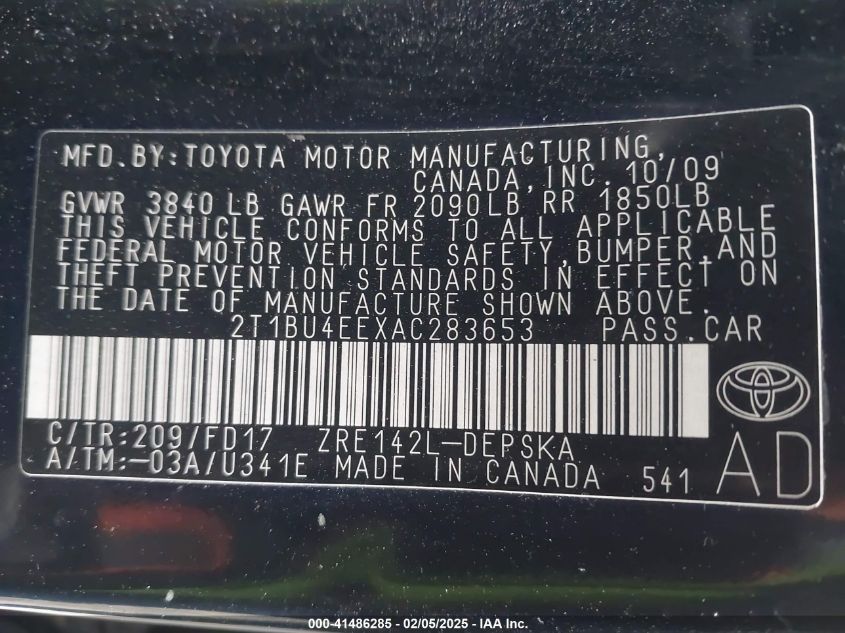 MFD.BY:TOYOTA MOTOR MANUFACTURING,
CANADA,INC. 10/09
GVWR 3840 LB GAWR FR 2090LB RR 1850LB
THIS VEHICLE CONFORMS TO ALL APPLICABLE
FEDERAL MOTOR VEHICLE SAFETY,BUMPER,AND
THEFT PREVENTION STANDARDS IN EFFECT ON
THE DATE OF MANUFACTURE SHOWN ABOVE.
2T1BU4EEXAC283653 PASS.CAR
C/TR:209/FD17 ZRE142L-DEPSKA
A/TM:-03A/U341E MADE IN CANADA 541
AD
000-41486285 - 02/05/2025 - IAA Inc.